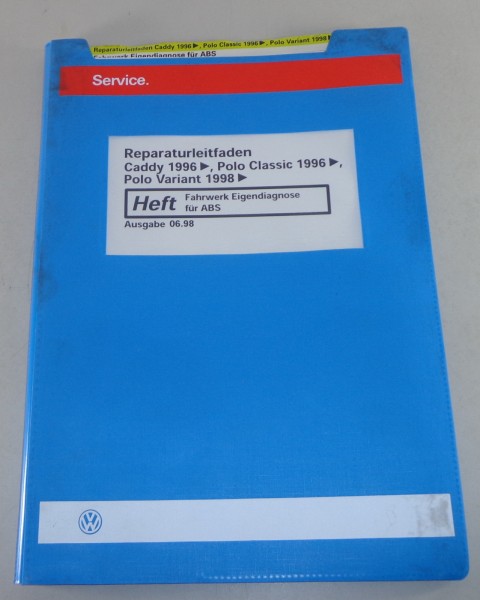 Reparaturleitfaden Caddy 1996 ►, Polo Classic 1996 ►, Polo Variant 1998 ►
Fahrwerk Eigendiagnose für ABS
Service.
Reparaturleitfaden
Caddy 1996 ►, Polo Classic 1996 ►,
Polo Variant 1998 ►
Heft Fahrwerk Eigendiagnose
für ABS
Ausgabe 06.98
VW